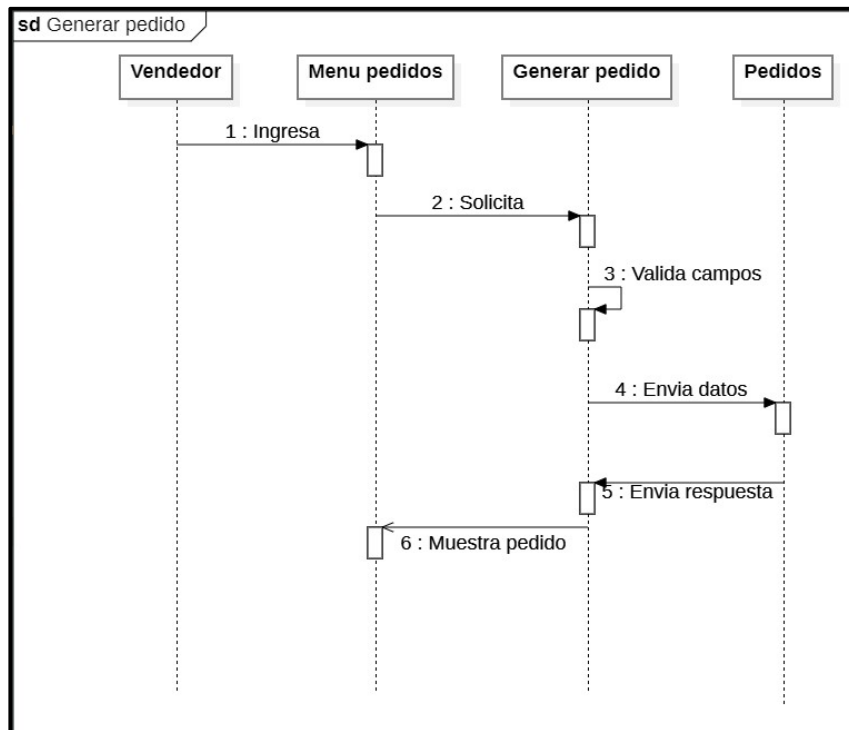 sd Generar pedido
Vendedor
Menu pedidos
Generar pedido
Pedidos
1 : Ingresa
2 : Solicita
3 : Valida campos
4 : Envia datos
5 : Envia respuesta
6 : Muestra pedido